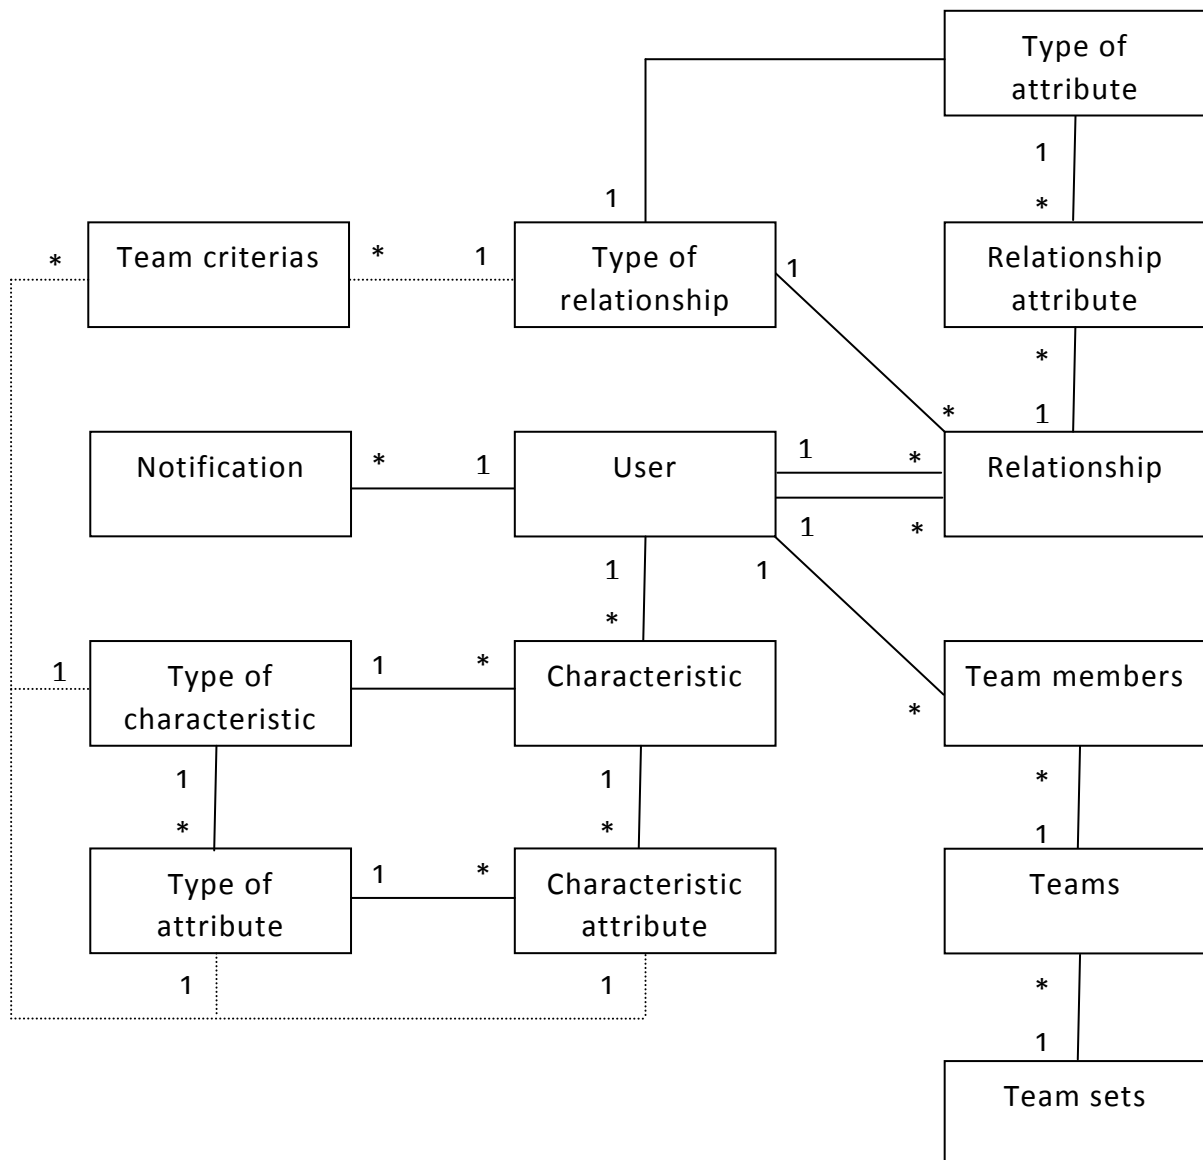 Type of
attribute
1
*
1
* Team criterias * 1 Type of 1 Relationship
relationship attribute
*
* 1
Notification * 1 User 1 * Relationship
1 *
1 1
*
1 Type of 1 * Characteristic Team members
characteristic *
1 1 *
* * 1
Type of 1 * Characteristic Teams
attribute attribute
1 1 *
1
Team sets